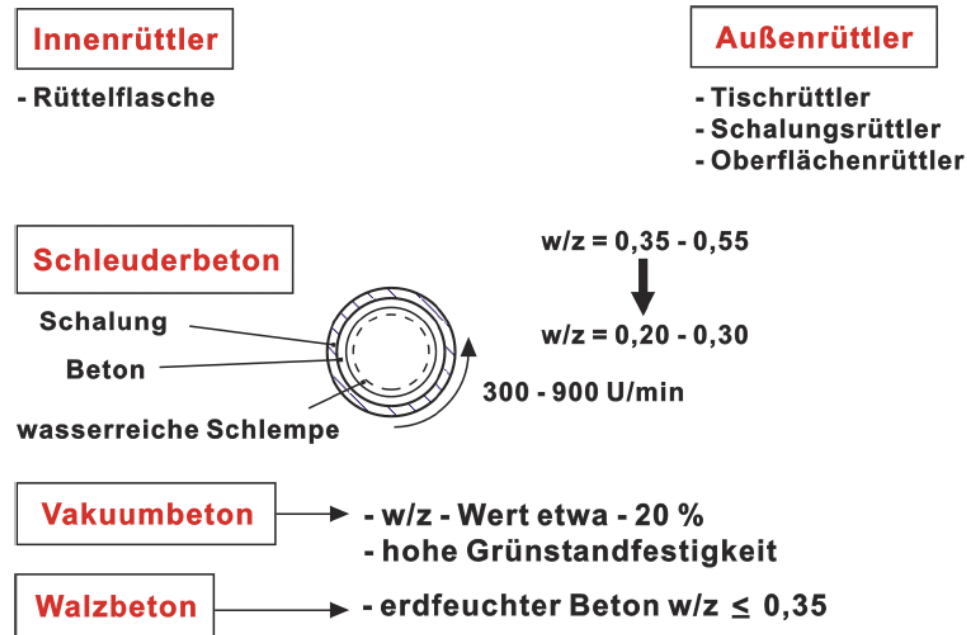 Innenrüttler
- Rüttelflasche
Außenrüttler
- Tischrüttler
- Schalungsrüttler
- Oberflächenrüttler
Schleuderbeton
Schalung
Beton
wasserreiche Schlempe
w/z = 0,35 - 0,55
w/z = 0,20 - 0,30
300 - 900 U/min
Vakuumbeton
- w/z - Wert etwa - 20 %
- hohe Grünstandfestigkeit
Walzbeton
- erdfeuchter Beton w/z ≤ 0,35